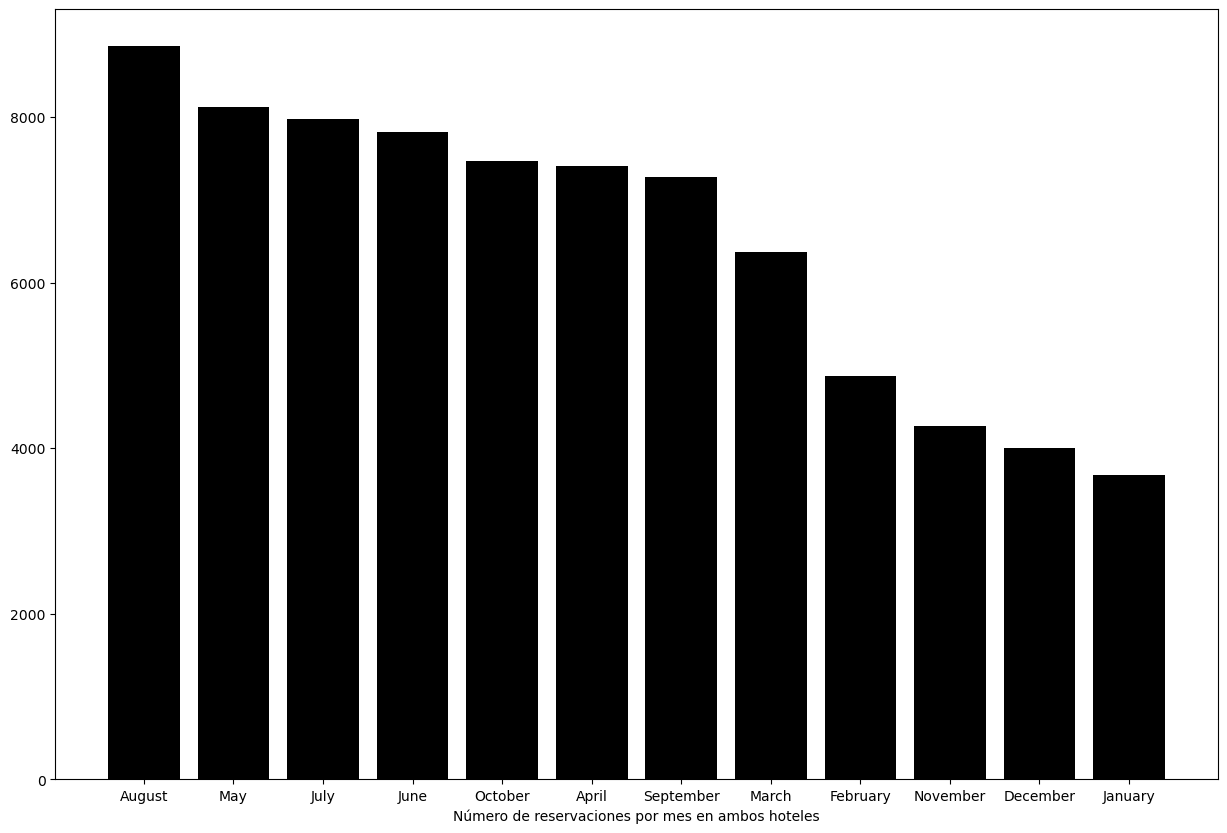 8000
6000
4000
2000
0
August May July June October April September March February November December January
Número de reservaciones por mes en ambos hoteles